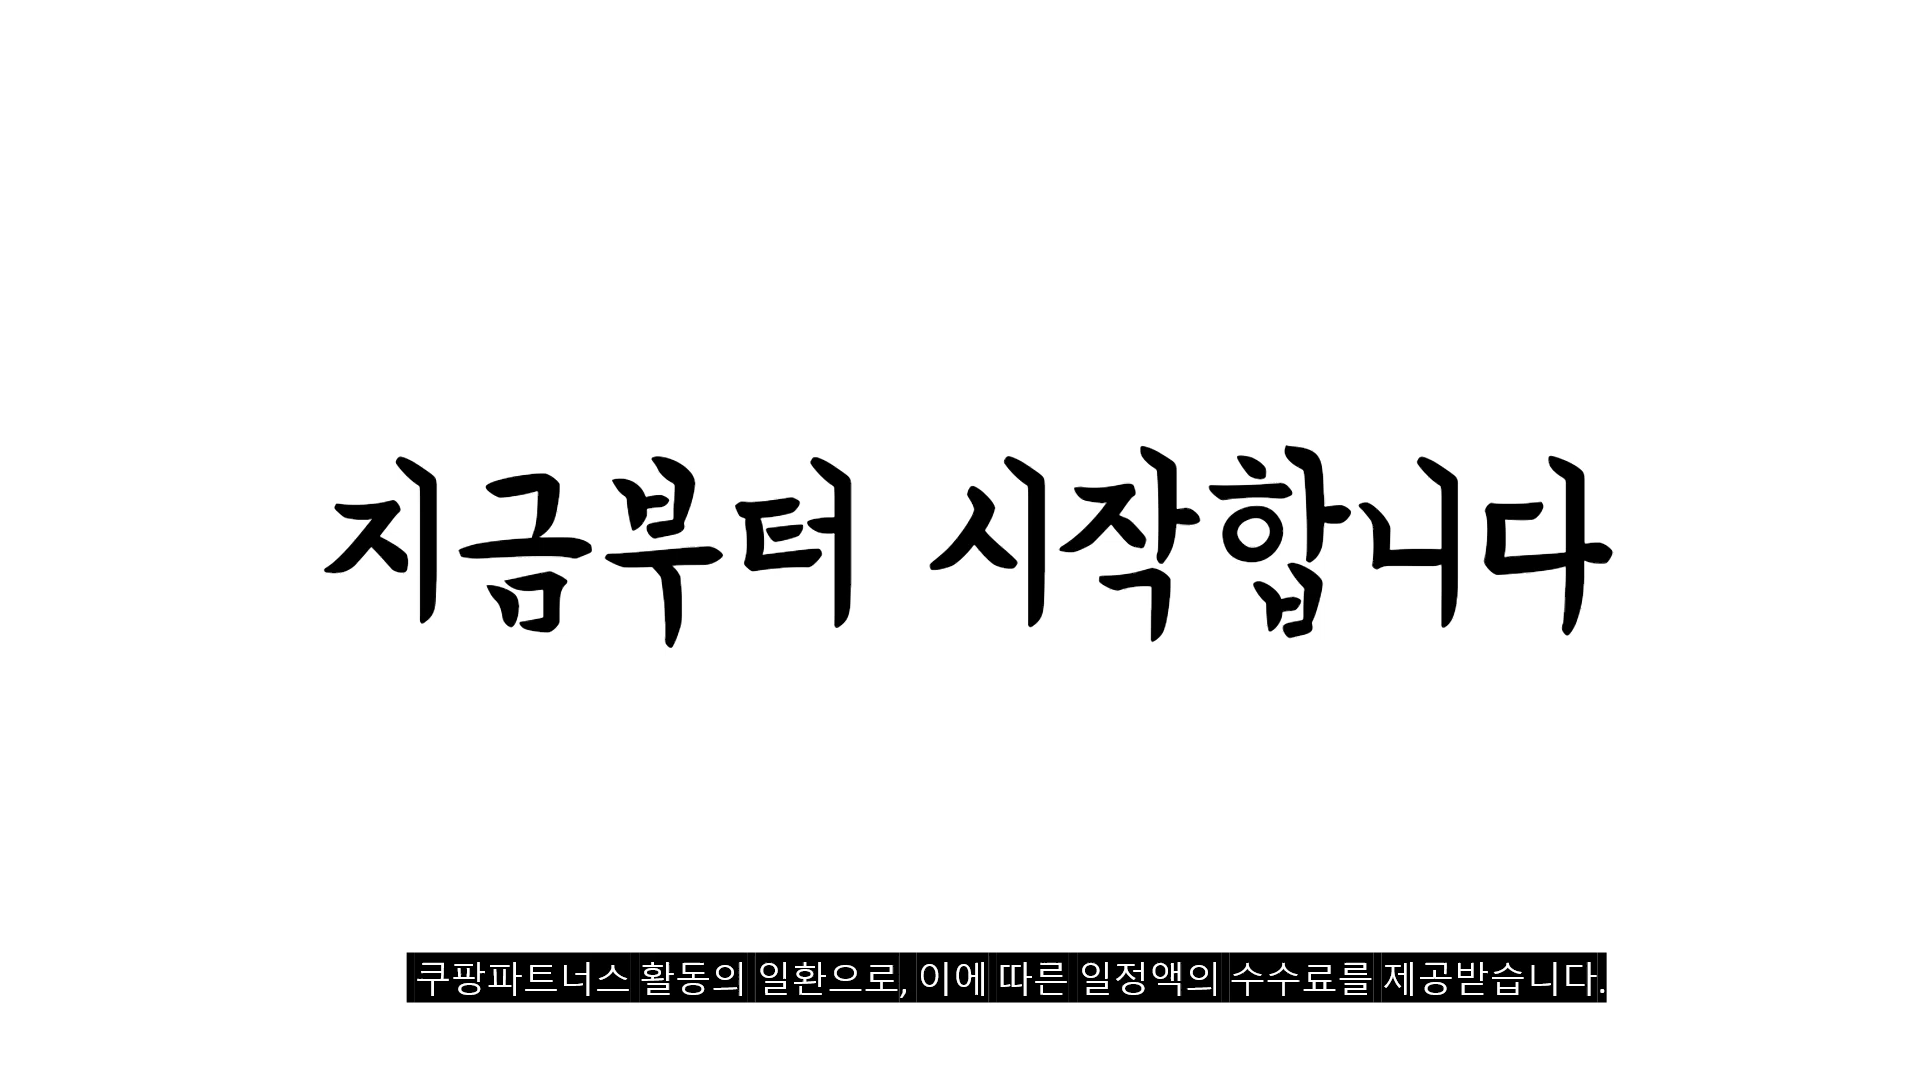 지금부터 시작합니다
쿠팡파트너스 활동의 일환으로, 이에 따른 일정액의 수수료를 제공받습니다.